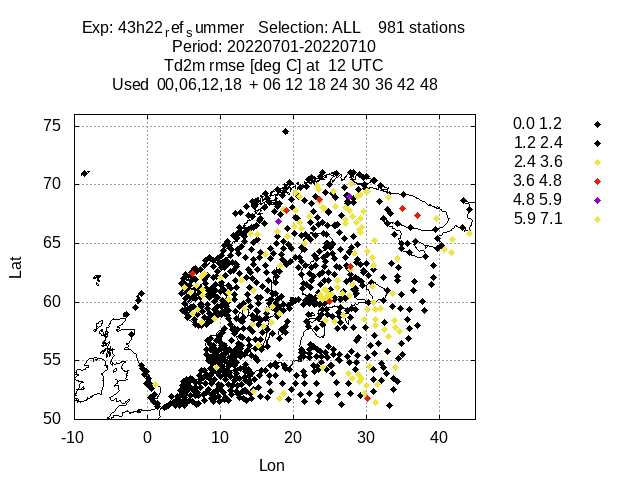 Exp: 43h22refsummer Selection: ALL 981 stations
Period: 20220701-20220710
Td2m rmse [deg C] at 12 UTC
Used 00,06,12,18 + 06 12 18 24 30 36 42 48
0.0 1.2
1.2 2.4
2.4 3.6
3.6 4.8
4.8 5.9
5.9 7.1
75
70
65
60
55
50
Lat
-10 0 10 20 30 40
Lon